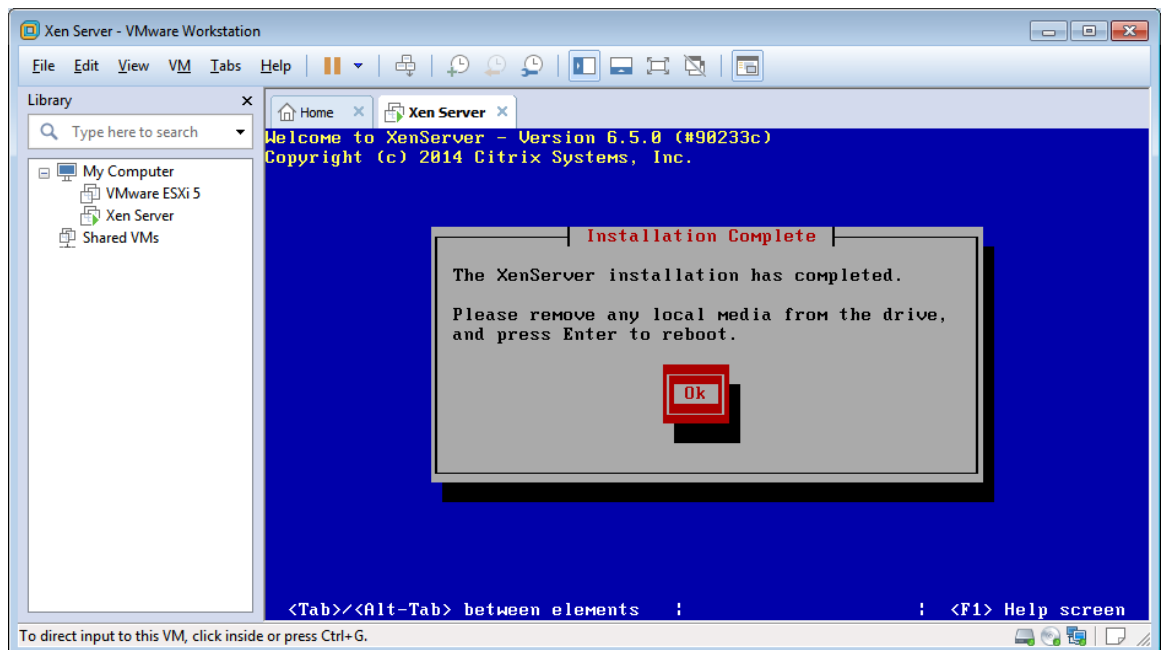 Xen Server - VMware Workstation
File Edit View VM Tabs Help
Library
Type here to search
My Computer
VMware ESXi 5
Xen Server
Shared VMs
Home
Xen Server
Welcome to XenServer - Version 6.5.0 (#90233c)
Copyright (c) 2014 Citrix Systems, Inc.
Installation Complete
The XenServer installation has completed.
Please remove any local media from the drive,
and press Enter to reboot.
Ok
<Tab>/<Alt-Tab> between elements ¦ ¦ <F1> Help screen
To direct input to this VM, click inside or press Ctrl+G.